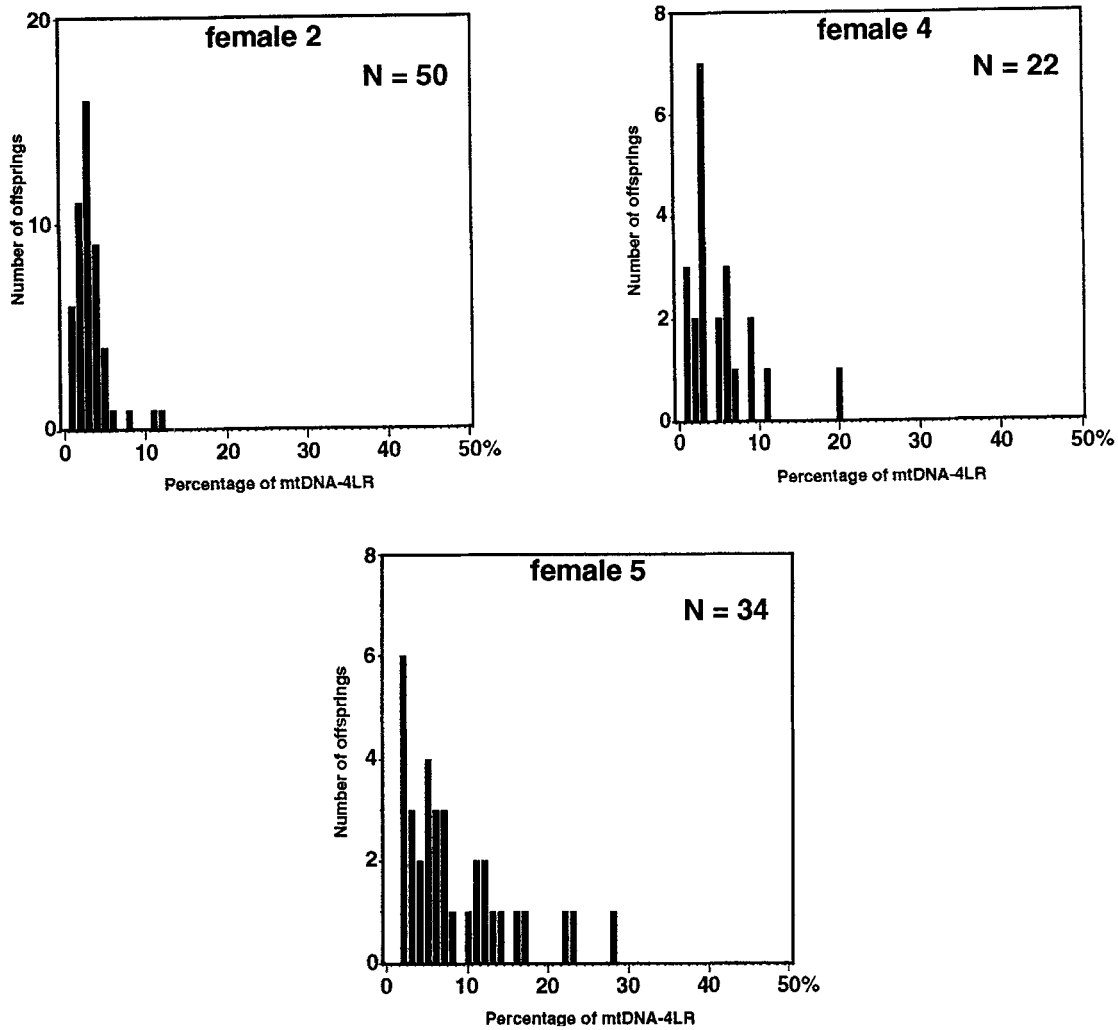 female 2
N = 50
20
10
0
Number of offsprings
0 10 20 30 40 50%
Percentage of mtDNA-4LR
female 4
N = 22
8
6
4
2
0
Number of offsprings
0 10 20 30 40 50%
Percentage of mtDNA-4LR
female 5
N = 34
8
6
4
2
0
Number of offsprings
0 10 20 30 40 50%
Percentage of mtDNA-4LR